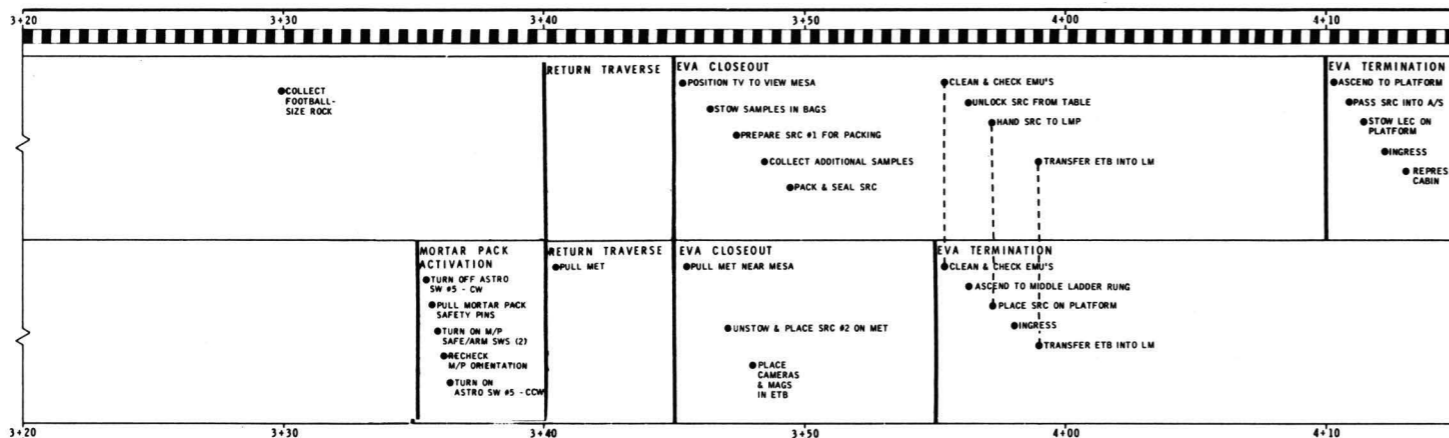 3+20 3+30 3+40 3+50 4+00 4+10
COLLECT
FOOTBALL-
SIZE ROCK
RETURN TRAVERSE
EVA CLOSEOUT
POSITION TV TO VIEW MESA
STOW SAMPLES IN BAGS
PREPARE SRC #1 FOR PACKING
COLLECT ADDITIONAL SAMPLES
PACK & SEAL SRC
CLEAN & CHECK EMU'S
UNLOCK SRC FROM TABLE
HAND SRC TO LMP
TRANSFER ETB INTO LM
EVA TERMINATION
ASCEND TO PLATFORM
PASS SRC INTO A/S
STOW LEC ON
PLATFORM
INGRESS
REPRES
CABIN
MORTAR PACK
ACTIVATION
TURN OFF ASTRO
SW #5 - CW
PULL MORTAR PACK
SAFETY PINS
TURN ON M/P
SAFE/ARM SWS (2)
RECHECK
M/P ORIENTATION
TURN ON
ASTRO SW #5 - CCW
RETURN TRAVERSE
PULL MET
EVA CLOSEOUT
PULL MET NEAR MESA
UNSTOW & PLACE SRC #2 ON MET
PLACE
CAMERAS
& MAGS
IN ETB
EVA TERMINATION
CLEAN & CHECK EMU'S
ASCEND TO MIDDLE LADDER RUNG
PLACE SRC ON PLATFORM
INGRESS
TRANSFER ETB INTO LM
3+20 3+30 3+40 3+50 4+00 4+10